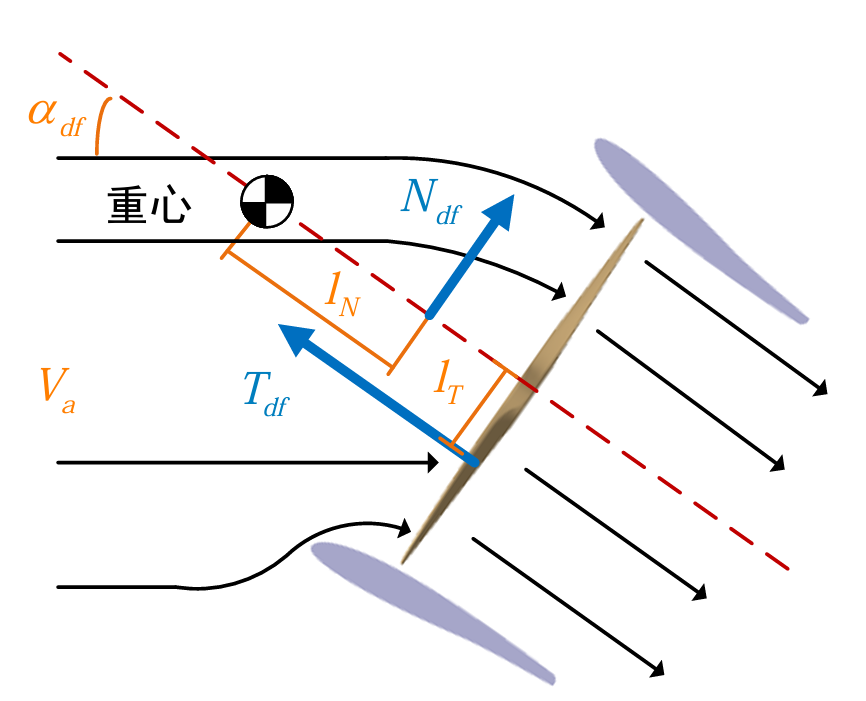 α_df
重心
N_df
l_N
V_a
T_df
l_T